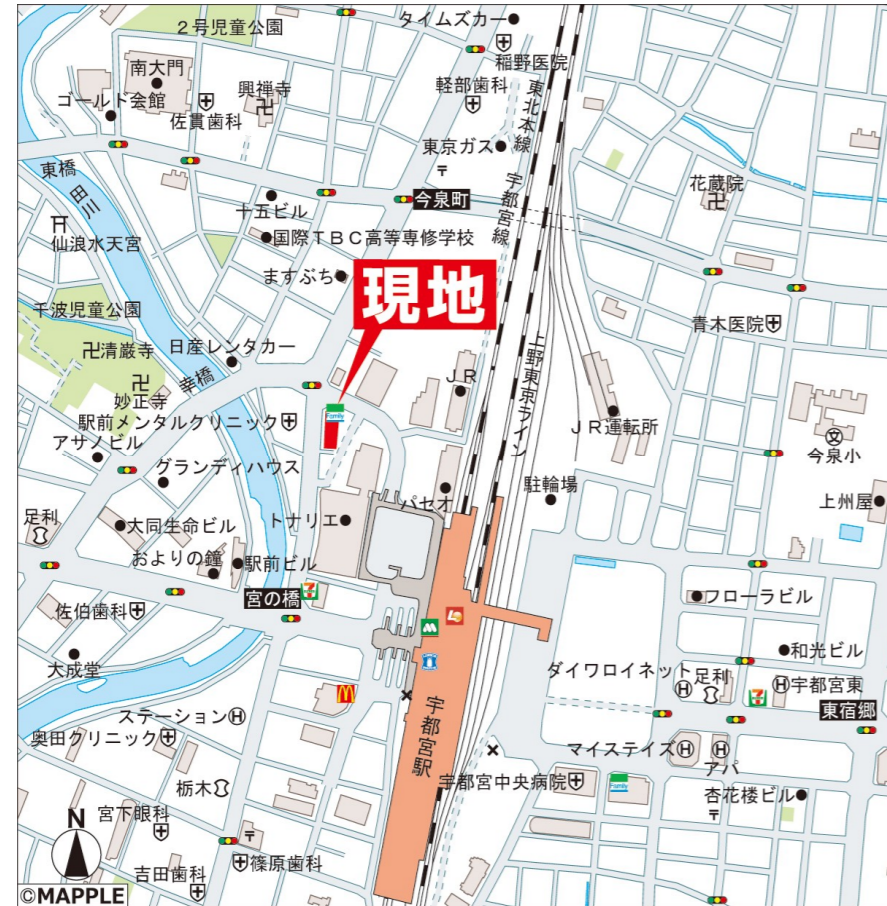 2号児童公園
タイムズカー
稲野医院
南大門
ゴールド会館
佐貫歯科
興禅寺
軽部歯科
東北本線
東京ガス
東橋
田川
今泉町
宇都宮線
花蔵院
十五ビル
仙浪水天宮
国際TBC高等専修学校
ますぶち
現地
千波児童公園
清巌寺
日産レンタカー
青木医院
上野東京ライン
幸橋
妙正寺
JR
駅前メンタルクリニック
Family
JR運転所
アサノビル
今泉小
グランディハウス
駐輪場
パセオ
上州屋
足利
大同生命ビル
トナリエ
およりの鐘
駅前ビル
宮の橋
フローラビル
佐伯歯科
和光ビル
大成堂
ダイワロイネット
足利
宇都宮東
東宿郷
ステーション
宇都宮駅
奥田クリニック
マイステイズ
アパ
栃木
宇都宮中央病院
Family
杏花楼ビル
N
宮下眼科
篠原歯科
吉田歯科
©MAPPLE